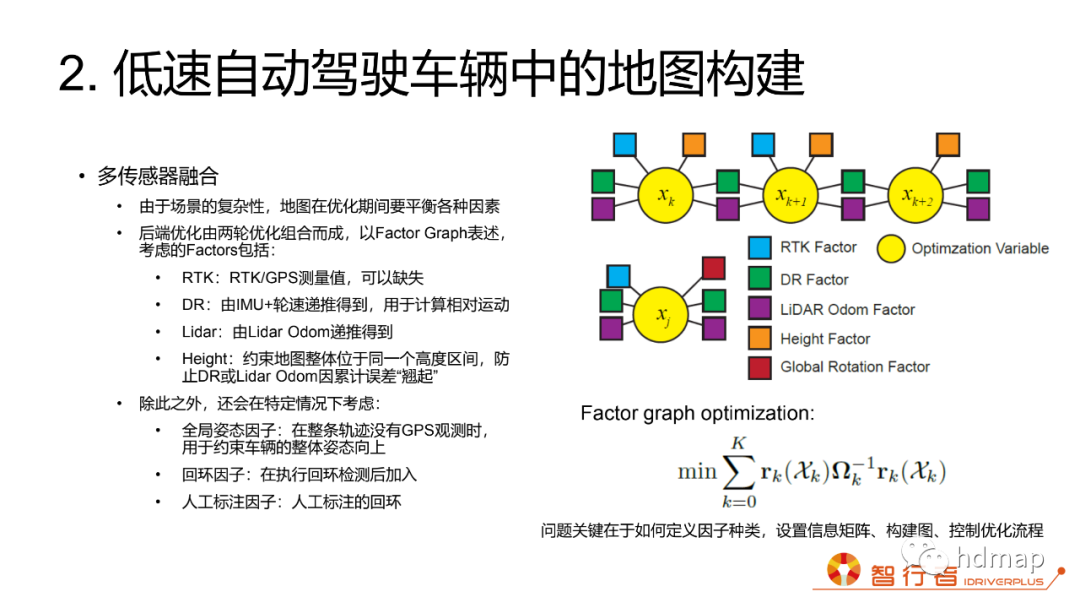 2. 低速自动驾驶车辆中的地图构建
• 多传感器融合
• 由于场景的复杂性，地图在优化期间要平衡各种因素
• 后端优化由两轮优化组合而成，以Factor Graph表述，
考虑的Factors包括：
• RTK：RTK/GPS测量值，可以缺失
• DR：由IMU+轮速递推得到，用于计算相对运动
• Lidar：由Lidar Odom递推得到
• Height：约束地图整体位于同一个高度区间，防
止DR或Lidar Odom因累计误差“翘起”
• 除此之外，还会在特定情况下考虑：
• 全局姿态因子：在整条轨迹没有GPS观测时，
用于约束车辆的整体姿态向上
• 回环因子：在执行回环检测后加入
• 人工标注因子：人工标注的回环
x_k
x_{k+1}
x_{k+2}
x_j
RTK Factor
Optimzation Variable
DR Factor
LiDAR Odom Factor
Height Factor
Global Rotation Factor
Factor graph optimization:
min ∑_{k=0}^{K} r_k(𝒳_k)Ω_k^{-1}r_k(𝒳_k)
问题关键在于如何定义因子种类，设置信息矩阵、构建图、控制优化流程
hdmap
智行者 IDRIVERPLUS